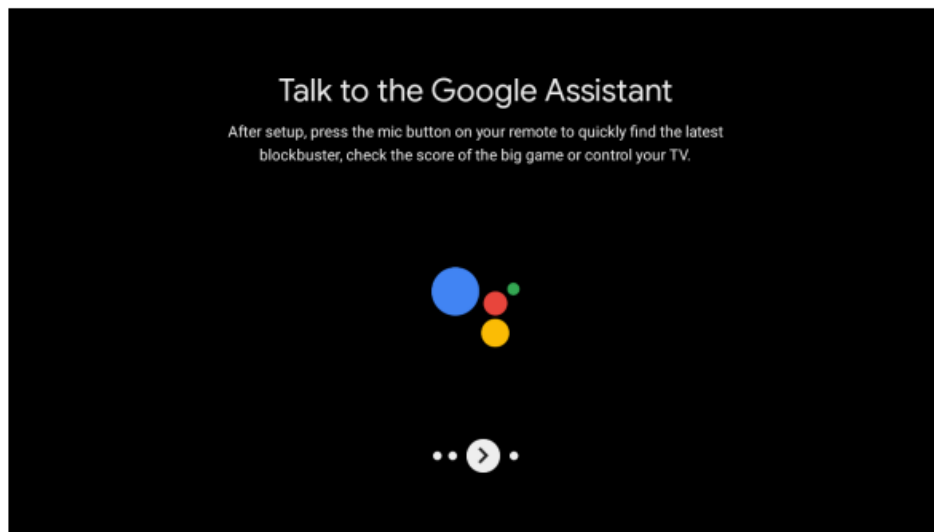 Talk to the Google Assistant
After setup, press the mic button on your remote to quickly find the latest
blockbuster, check the score of the big game or control your TV.